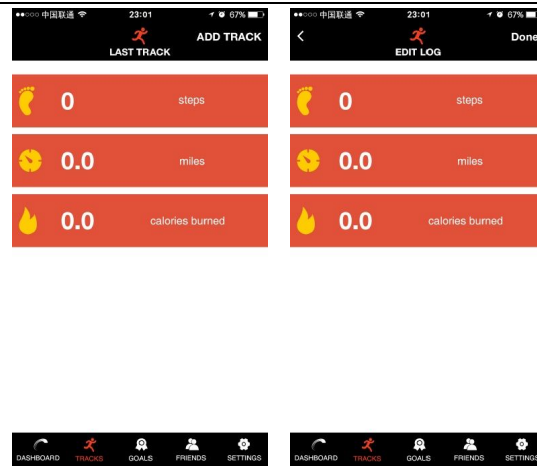 中国联通 23:01 67%
ADD TRACK
LAST TRACK
0 steps
0.0 miles
0.0 calories burned
DASHBOARD TRACKS GOALS FRIENDS SETTINGS
中国联通 23:01 67%
Done
EDIT LOG
0 steps
0.0 miles
0.0 calories burned
DASHBOARD TRACKS GOALS FRIENDS SETTINGS